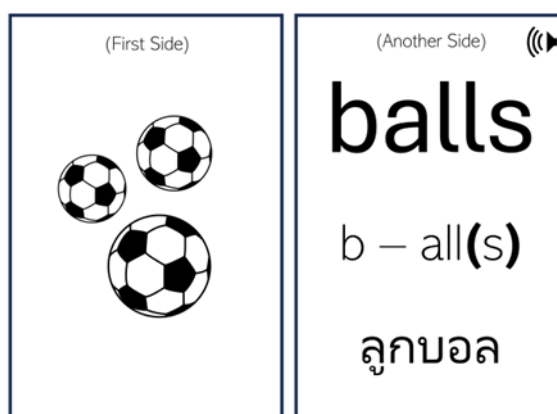 (First Side)
(Another Side)
balls
b – all(s)
ลูกบอล